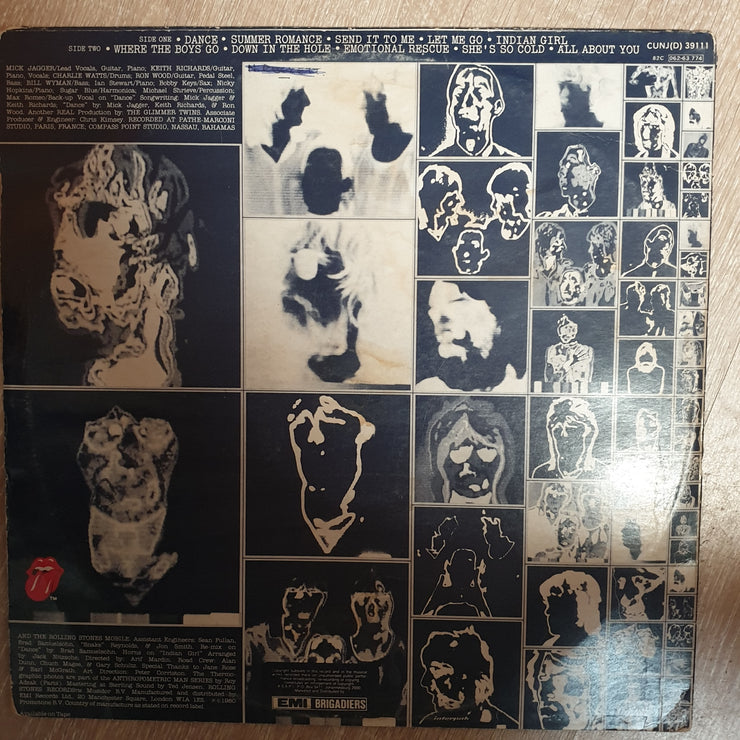 SIDE ONE • DANCE • SUMMER ROMANCE • SEND IT TO ME • LET ME GO • INDIAN GIRL
SIDE TWO • WHERE THE BOYS GO • DOWN IN THE HOLE • EMOTIONAL RESCUE • SHE'S SO COLD • ALL ABOUT YOU
CUNJ(D) 39111
82C 062-63 774
MICK JAGGER/Lead Vocals, Guitar, Piano; KEITH RICHARDS/Guitar,
Piano, Vocals; CHARLIE WATTS/Drums; RON WOOD/Guitar, Pedal Steel,
Bass; BILL WYMAN/Bass; Ian Stewart/Piano; Bobby Keys/Sax; Nicky
Hopkins/Piano; Sugar Blue/Harmonica; Michael Shrieve/Percussion;
Max Romeo/Back-up Vocal on "Dance" Songwriting: Mick Jagger &
Keith Richards, "Dance" by: Mick Jagger, Keith Richards, & Ron
Wood. Another REAL Production by: THE GLIMMER TWINS. Associate
Producer & Engineer: Chris Kimsey. RECORDED AT PATHE-MARCONI
STUDIO, PARIS, FRANCE; COMPASS POINT STUDIO, NASSAU, BAHAMAS
TM
AND THE ROLLING STONES MOBILE. Assistant Engineers: Sean Fullan,
Brad Samuelsohn, "Snake" Reynolds, & Jon Smith. Re-mix on
"Dance" by Brad Samuelsohn. Horns on "Indian Girl" Arranged
by: Jack Nitzsche; Directed by: Arif Mardin. Road Crew: Alan
Dunn, Chuch Magee, & Gary Schultz. Special Thanks to Jane Rose
& Earl McGrath. Art Direction: Peter Corriston. The Thermo-
graphic photos are part of the ANTHROPOMETRIC MAN SERIES by Roy
Adzak (Paris). Mastering at Sterling Sound by Ted Jensen. ROLLING
STONES RECORDS Musidor B.V. Manufactured and distributed by
EMI Records Ltd, 20 Manchester Square, London W1A 1ES. ℗ © 1980
Promotone B.V. Country of manufacture as stated on record label
Available on Tape
EMI BRIGADIERS
interpak